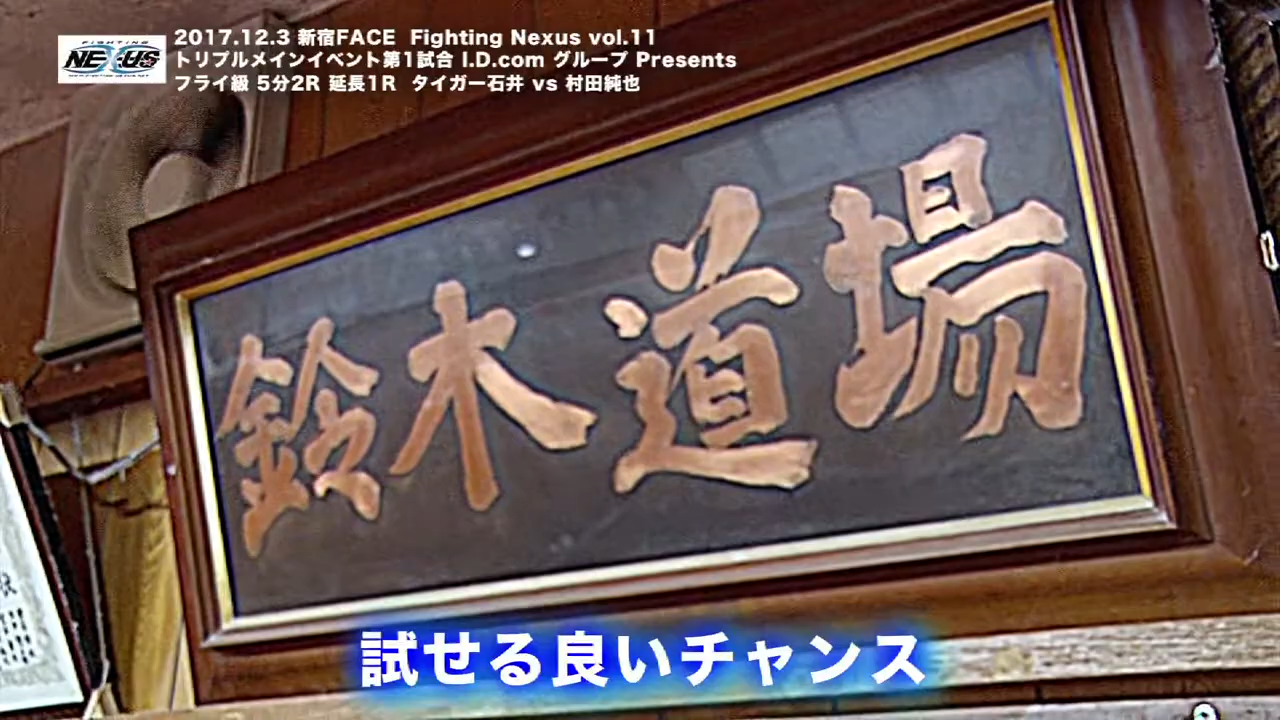 FIGHTING
NEXUS
2017.12.3 新宿FACE Fighting Nexus vol.11
トリプルメインイベント第1試合 I.D.com グループ Presents
フライ級 5分2R 延長1R タイガー石井 vs 村田純也
鈴木道場
試せる良いチャンス